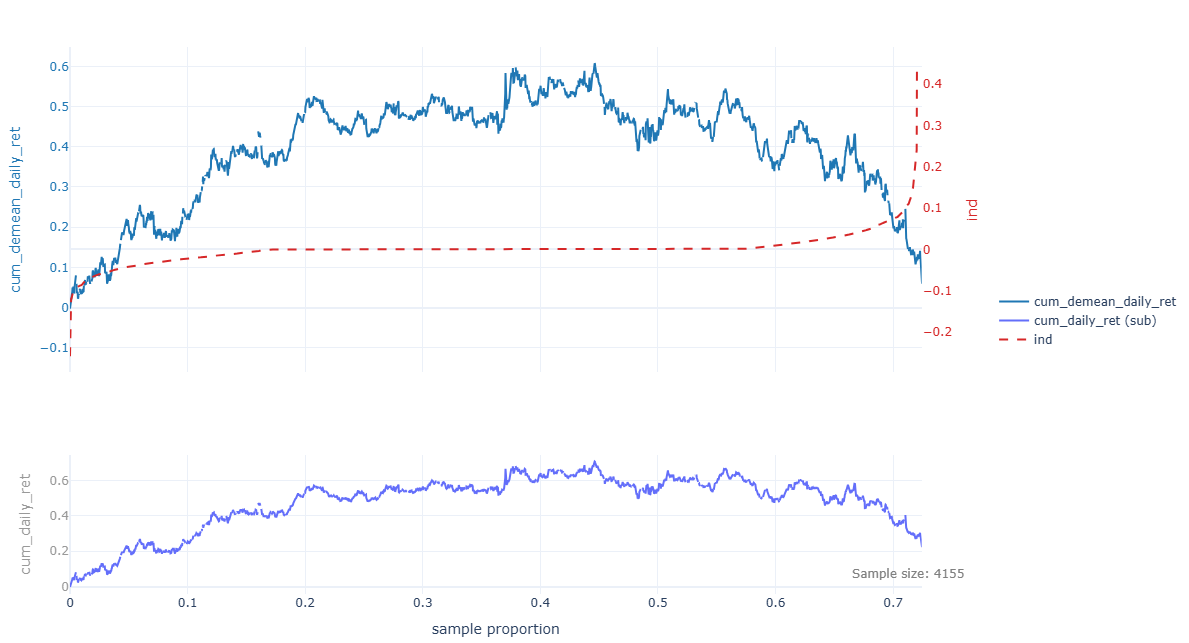 0.6
0.5
0.4
0.3
0.2
0.1
0
−0.1
cum_demean_daily_ret
0.4
0.3
0.2
0.1
0
−0.1
−0.2
ind
cum_demean_daily_ret
cum_daily_ret (sub)
ind
0.6
0.4
0.2
0
cum_daily_ret
Sample size: 4155
0 0.1 0.2 0.3 0.4 0.5 0.6 0.7
sample proportion